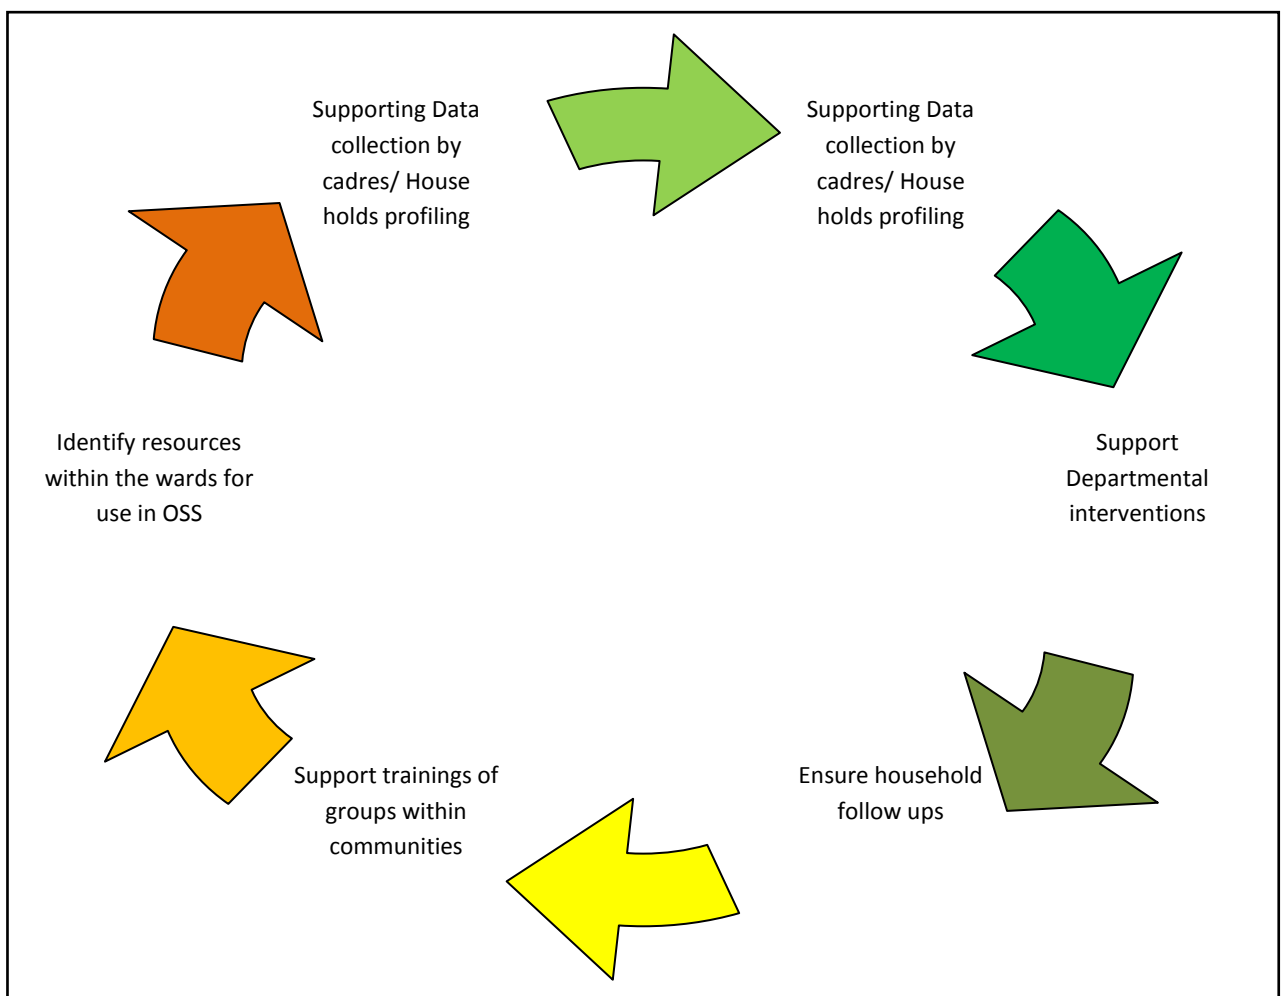 Supporting Data
collection by
cadres/ House
holds profiling
Supporting Data
collection by
cadres/ House
holds profiling
Support
Departmental
interventions
Ensure household
follow ups
Support trainings of
groups within
communities
Identify resources
within the wards for
use in OSS